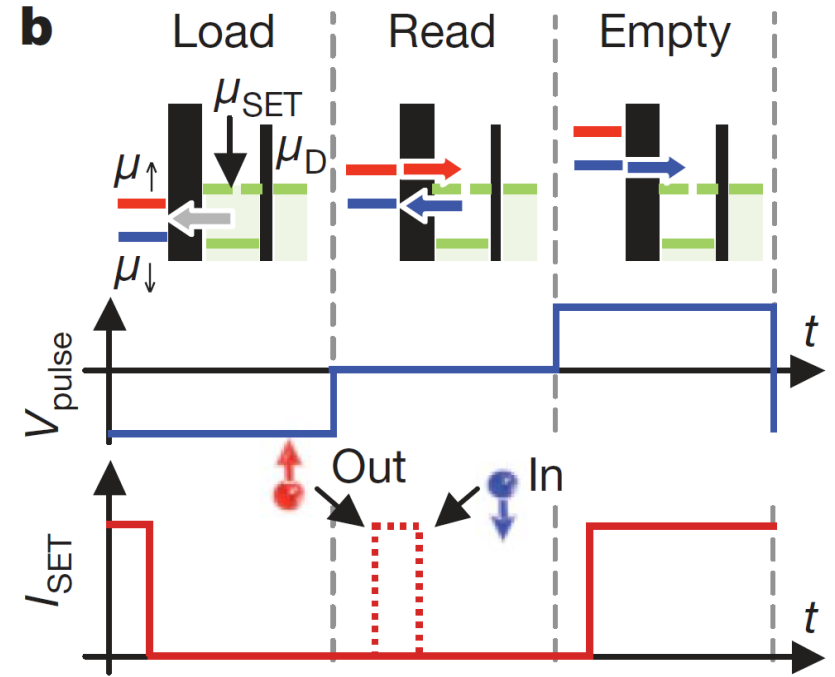 b
Load Read Empty
μSET
μD
μ↑
μ↓
Vpulse
t
Out
In
ISET
t